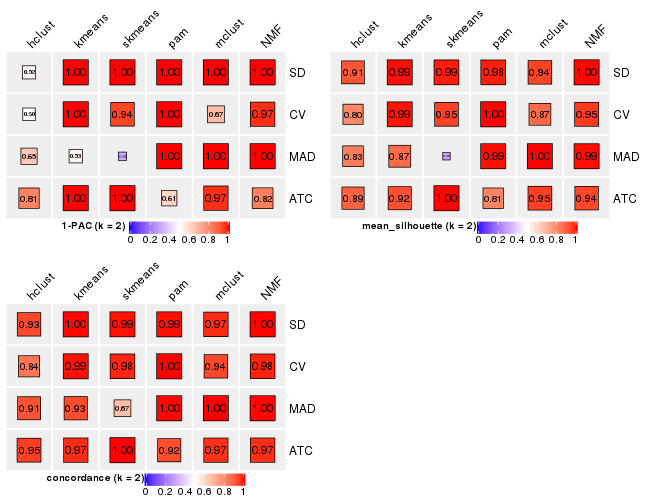 hclust kmeans skmeans pam mclust NMF
0.52 1.00 1.00 1.00 1.00 1.00 SD
0.50 1.00 0.94 1.00 0.67 0.97 CV
0.65 0.53 1.00 1.00 1.00 MAD
0.81 1.00 1.00 0.61 0.97 0.82 ATC
1-PAC (k = 2)
0 0.2 0.4 0.6 0.8 1
hclust kmeans skmeans pam mclust NMF
0.91 0.99 0.99 0.98 0.94 1.00 SD
0.80 0.99 0.95 1.00 0.87 0.95 CV
0.83 0.87 0.99 1.00 0.99 MAD
0.89 0.92 1.00 0.81 0.95 0.94 ATC
mean_silhouette (k = 2)
0 0.2 0.4 0.6 0.8 1
hclust kmeans skmeans pam mclust NMF
0.93 1.00 0.99 0.99 0.97 1.00 SD
0.84 0.99 0.98 1.00 0.94 0.98 CV
0.91 0.93 0.67 1.00 1.00 1.00 MAD
0.95 0.97 1.00 0.92 0.97 0.97 ATC
concordance (k = 2)
0 0.2 0.4 0.6 0.8 1